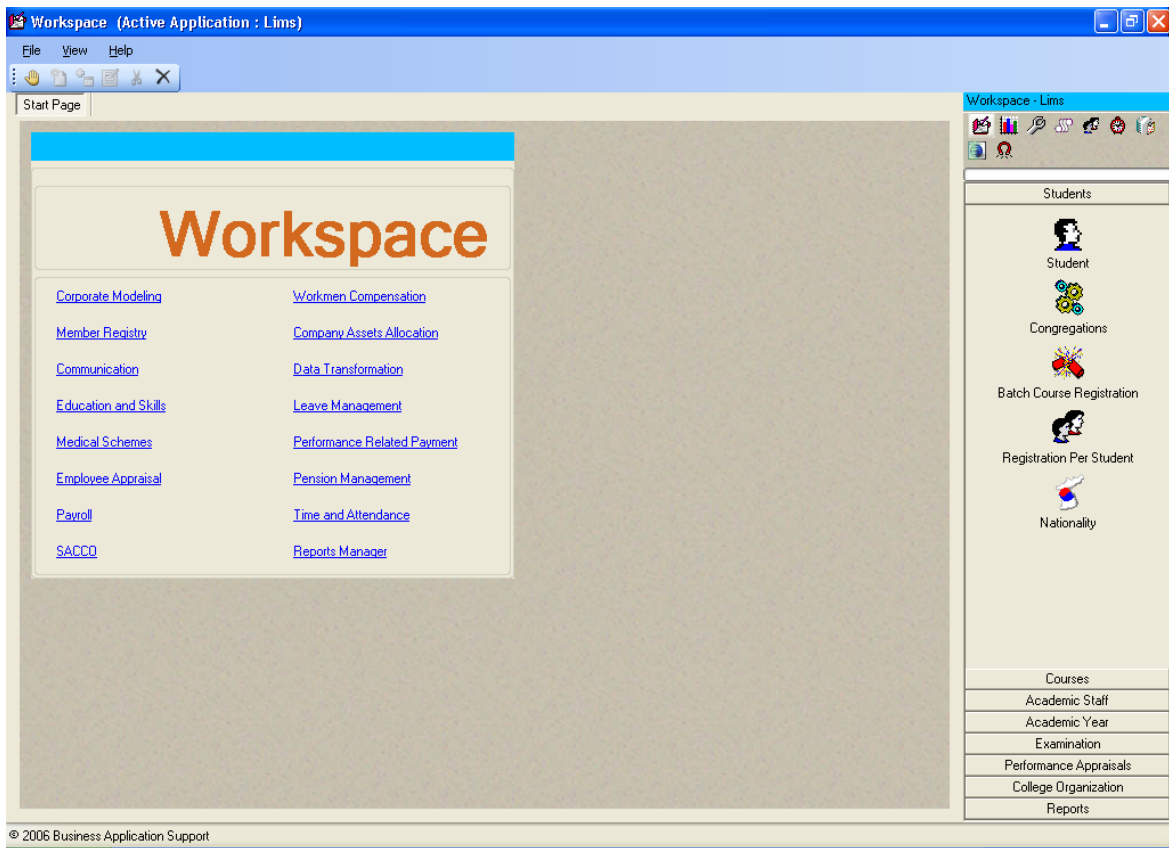 Workspace (Active Application : Lims)
File View Help
Start Page
Workspace
Corporate Modeling
Workmen Compensation
Member Registry
Company Assets Allocation
Communication
Data Transformation
Education and Skills
Leave Management
Medical Schemes
Performance Related Payment
Employee Appraisal
Pension Management
Payroll
Time and Attendance
SACCO
Reports Manager
Workspace - Lims
Students
Student
Congregations
Batch Course Registration
Registration Per Student
Nationality
Courses
Academic Staff
Academic Year
Examination
Performance Appraisals
College Organization
Reports
© 2006 Business Application Support